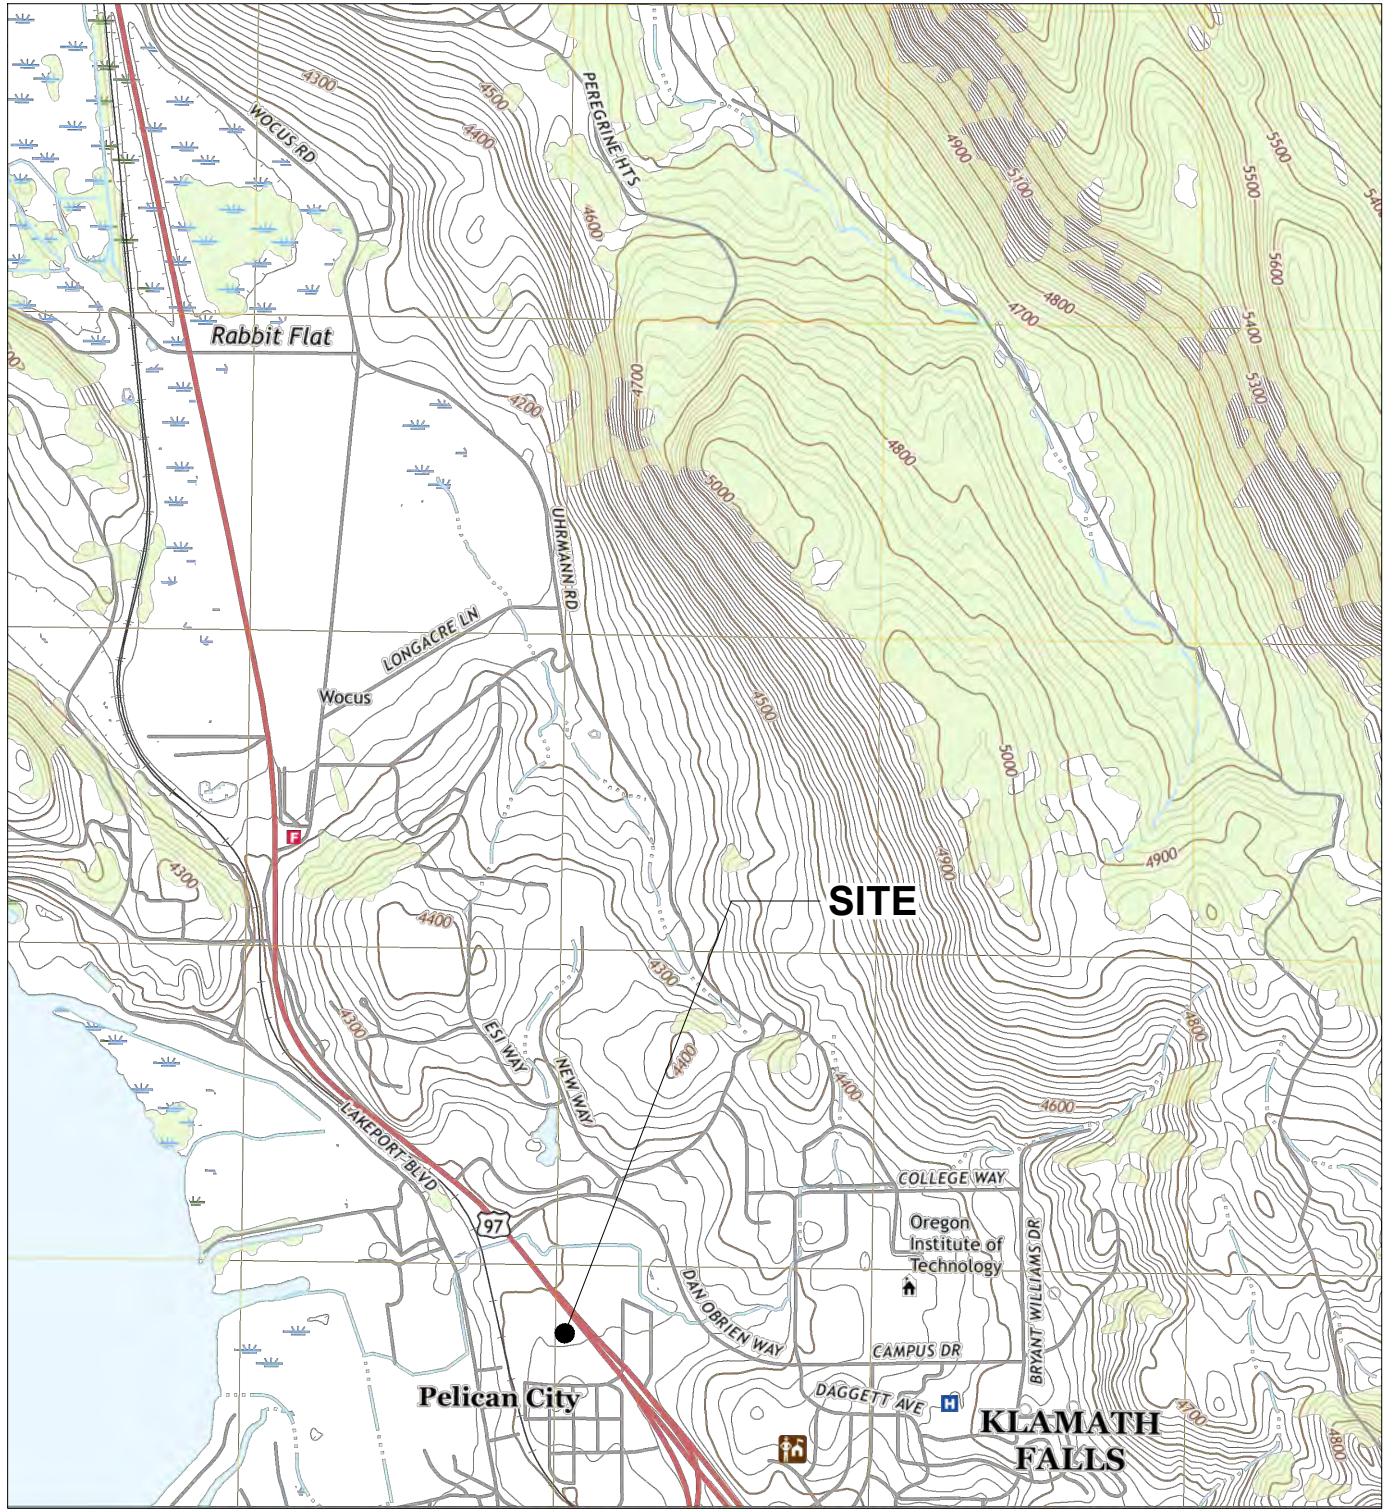 4300
4500
4400
WOCUS RD
PEREGRINE HTS
4900
5100
5500
5500
4600
5600
4800
4700
5400
5300
Rabbit Flat
4700
4200
4800
5000
UHRMANN RD
LONGACRE LN
Wocus
4500
5000
F
4300
4900
4900
SITE
4400
4300
4300
4800
ESI WAY
NEW WAY
4400
4400
4600
LAKEPORT BLVD
COLLEGE WAY
97
Oregon
Institute of
Technology
BRYANT WILLIAMS DR
DAN OBRIEN WAY
CAMPUS DR
Pelican City
DAGGETT AVE
H
KLAMATH
FALLS
4700
4800